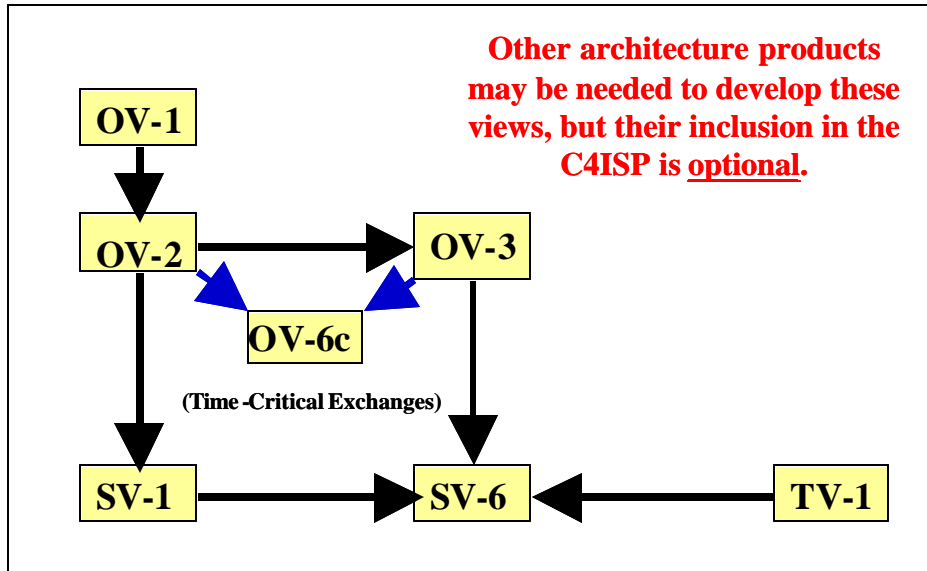 Other architecture products
may be needed to develop these
views, but their inclusion in the
C4ISP is optional.
OV-1
OV-2
OV-3
OV-6c
(Time -Critical Exchanges)
SV-1
SV-6
TV-1